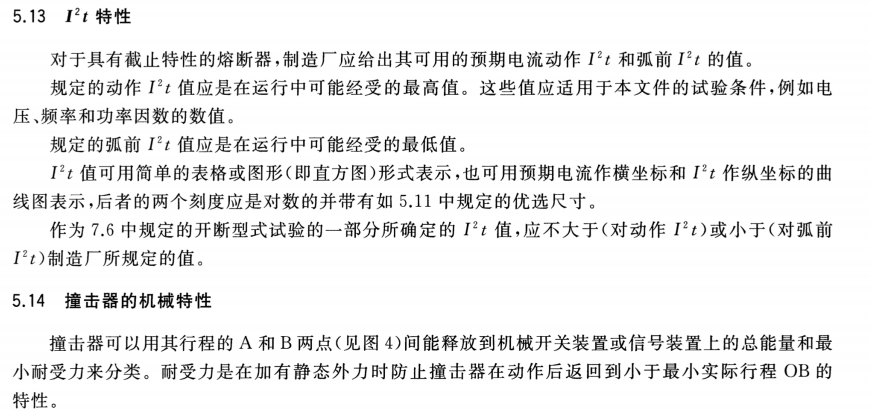 5.13 I²t 特性
对于具有截止特性的熔断器,制造厂应给出其可用的预期电流动作 I²t 和弧前 I²t 的值。
规定的动作 I²t 值应是在运行中可能经受的最高值。这些值应适用于本文件的试验条件,例如电
压、频率和功率因数的数值。
规定的弧前 I²t 值应是在运行中可能经受的最低值。
I²t 值可用简单的表格或图形(即直方图)形式表示,也可用预期电流作横坐标和 I²t 作纵坐标的曲
线图表示,后者的两个刻度应是对数的并带有如 5.11 中规定的优选尺寸。
作为 7.6 中规定的开断型式试验的一部分所确定的 I²t 值,应不大于(对动作 I²t)或小于(对弧前
I²t)制造厂所规定的值。
5.14 撞击器的机械特性
撞击器可以用其行程的 A 和 B 两点(见图 4)间能释放到机械开关装置或信号装置上的总能量和最
小耐受力来分类。耐受力是在加有静态外力时防止撞击器在动作后返回到小于最小实际行程 OB 的
特性。